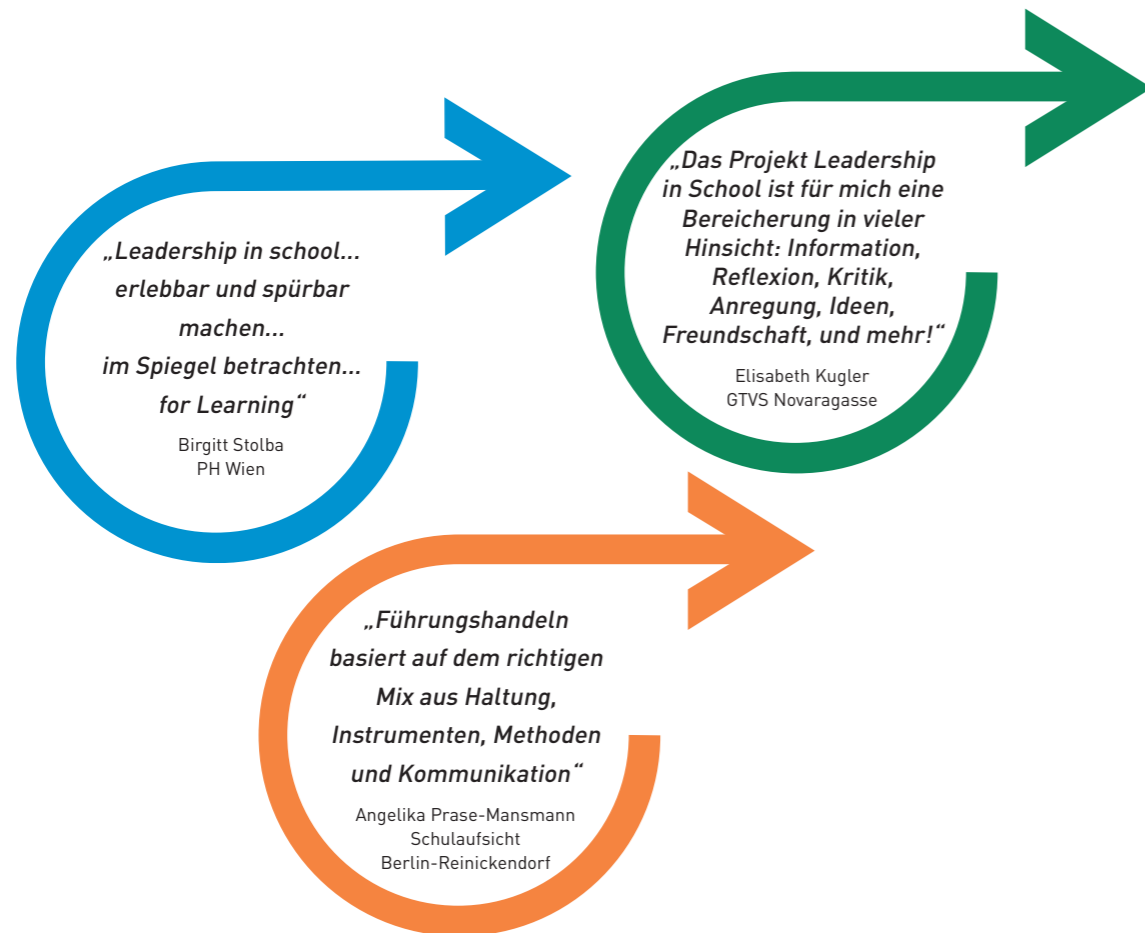 „Leadership in school...
erlebbar und spürbar
machen...
im Spiegel betrachten...
for Learning“
Birgitt Stolba
PH Wien
„Das Projekt Leadership
in School ist für mich eine
Bereicherung in vieler
Hinsicht: Information,
Reflexion, Kritik,
Anregung, Ideen,
Freundschaft, und mehr!“
Elisabeth Kugler
GTVS Novaragasse
„Führungshandeln
basiert auf dem richtigen
Mix aus Haltung,
Instrumenten, Methoden
und Kommunikation“
Angelika Prase-Mansmann
Schulaufsicht
Berlin-Reinickendorf